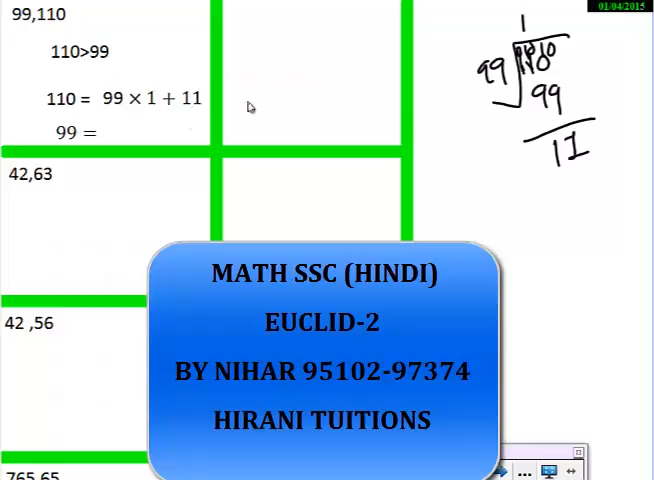 01/04/2015
99,110
110>99
110 = 99 × 1 + 11
99 =
1
99
110
99
11
42,63
42 ,56
765,65
MATH SSC (HINDI)
EUCLID-2
BY NIHAR 95102-97374
HIRANI TUITIONS
...